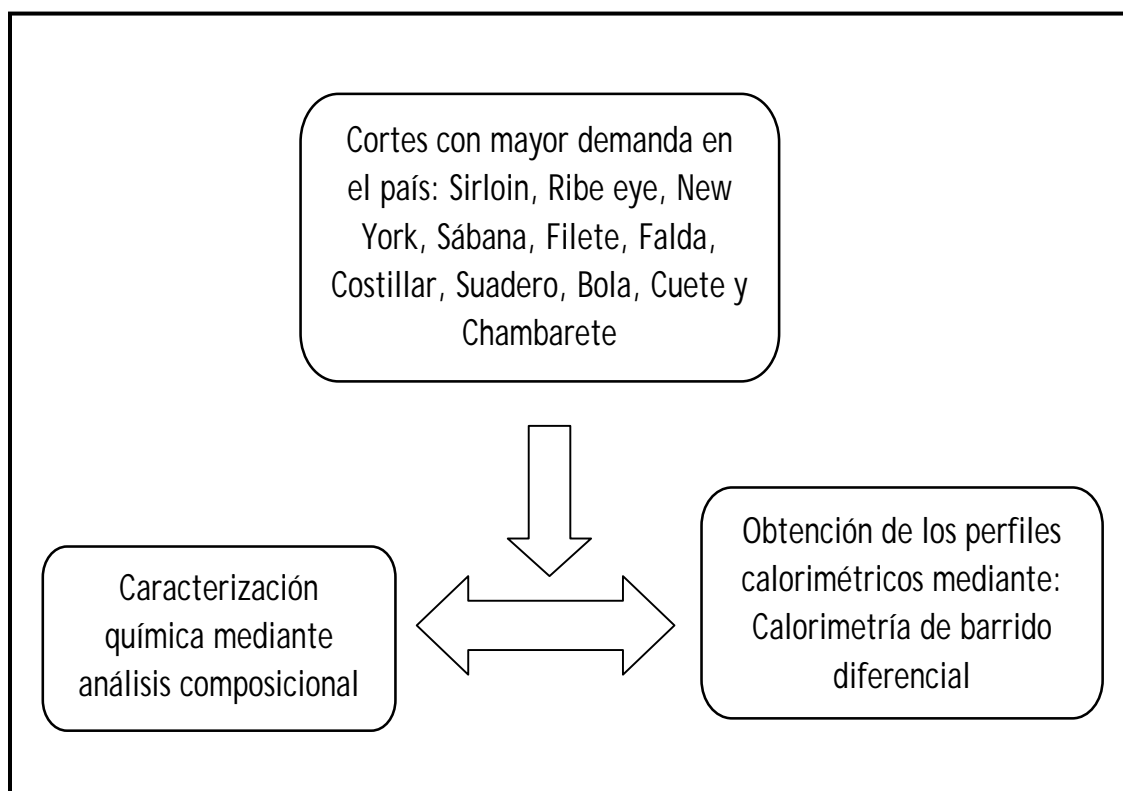 Cortes con mayor demanda en
el país: Sirloin, Ribe eye, New
York, Sábana, Filete, Falda,
Costillar, Suadero, Bola, Cuete y
Chambarete
Caracterización
química mediante
análisis composicional
Obtención de los perfiles
calorimétricos mediante:
Calorimetría de barrido
diferencial